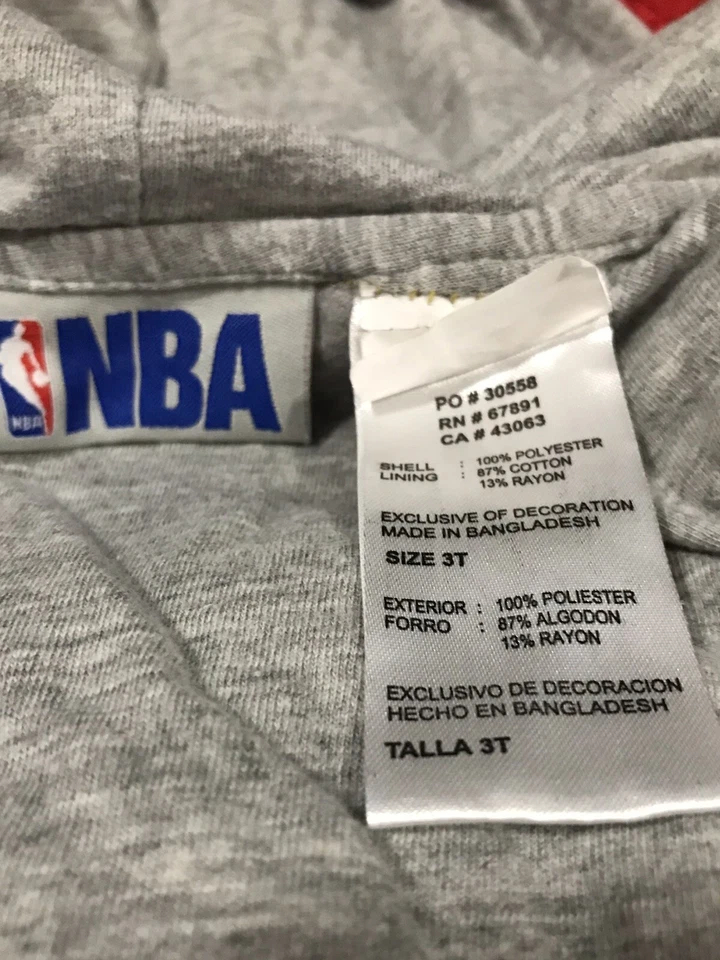 NBA
NBA
PO # 30558
RN # 67891
CA # 43063
SHELL : 100% POLYESTER
LINING : 87% COTTON
13% RAYON
EXCLUSIVE OF DECORATION
MADE IN BANGLADESH
SIZE 3T
EXTERIOR : 100% POLIESTER
FORRO : 87% ALGODON
13% RAYON
EXCLUSIVO DE DECORACION
HECHO EN BANGLADESH
TALLA 3T